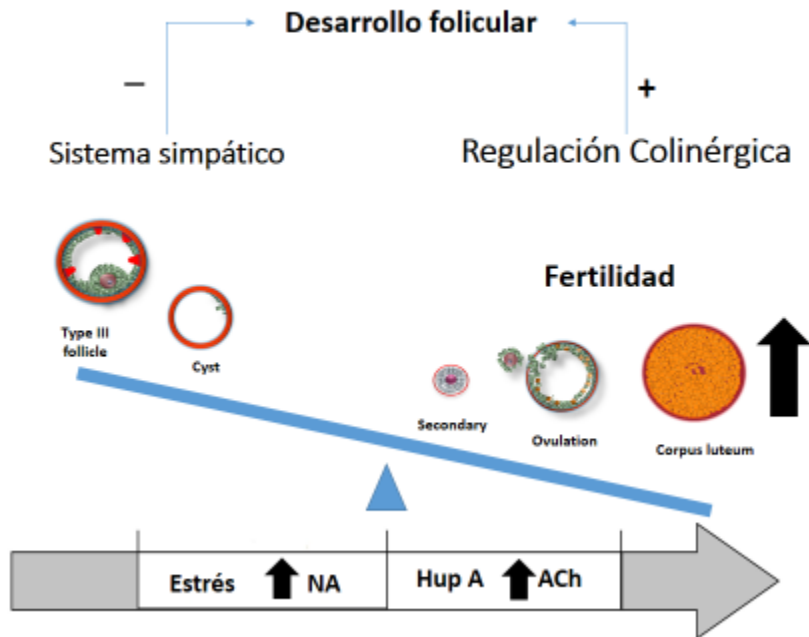 Desarrollo folicular
–
+
Sistema simpático
Regulación Colinérgica
Fertilidad
Type III
follicle
Cyst
Secondary
Ovulation
Corpus luteum
Estrés NA
Hup A ACh